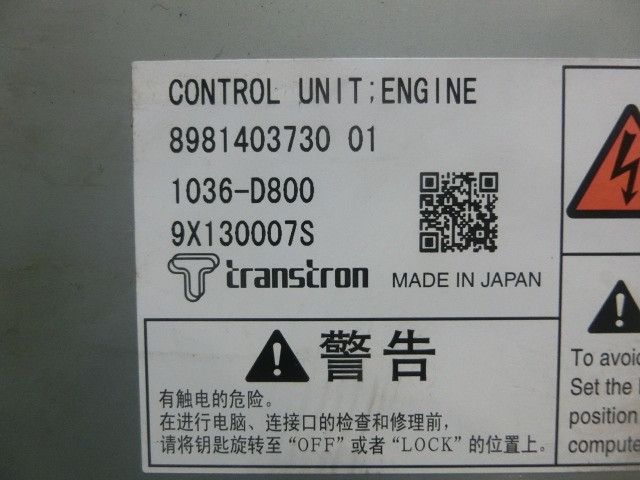 CONTROL UNIT;ENGINE
8981403730 01
1036-D800
9X130007S
transtron MADE IN JAPAN
警告
有触电的危险。
在进行电脑、连接口的检查和修理前，
请将钥匙旋转至“OFF”或者“LOCK”的位置上。
To avoid
Set the
position
compute